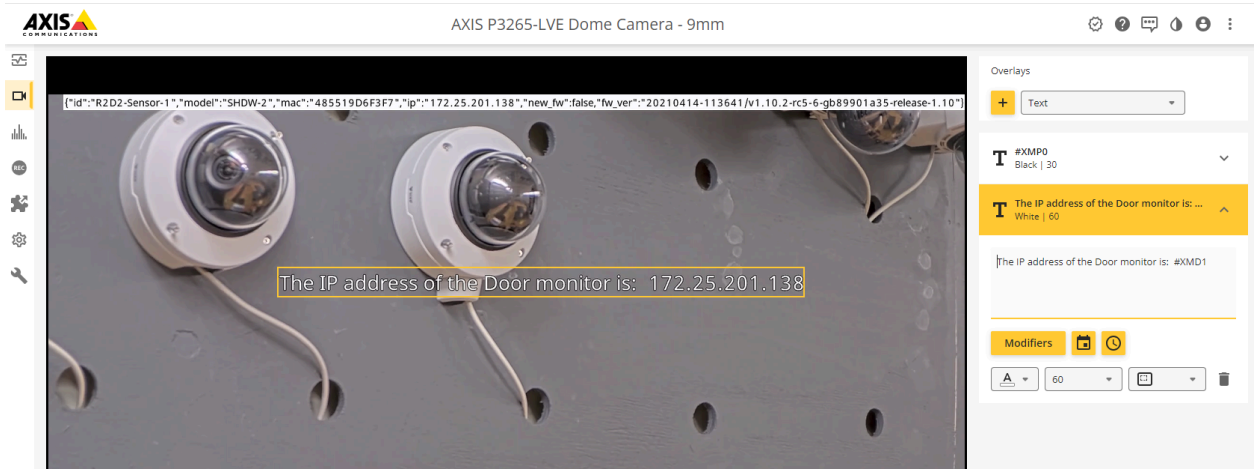 AXIS
COMMUNICATIONS
AXIS P3265-LVE Dome Camera - 9mm
{"id":"R2D2-Sensor-1","model":"SHDW-2","mac":"485519D6F3F7","ip":"172.25.201.138","new_fw":false,"fw_ver":"20210414-113641/v1.10.2-rc5-6-gb89901a35-release-1.10"}
The IP address of the Door monitor is: 172.25.201.138
REC
Overlays
+ Text
T #XMP0
Black | 30
T The IP address of the Door monitor is: ...
White | 60
The IP address of the Door monitor is: #XMD1
Modifiers
A 60